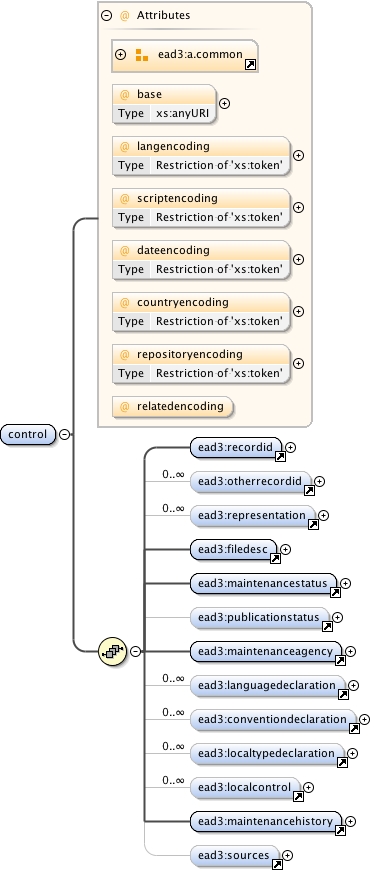 @ Attributes
ead3:a.common
@ base
Type xs:anyURI
@ langencoding
Type Restriction of 'xs:token'
@ scriptencoding
Type Restriction of 'xs:token'
@ dateencoding
Type Restriction of 'xs:token'
@ countryencoding
Type Restriction of 'xs:token'
@ repositoryencoding
Type Restriction of 'xs:token'
@ relatedencoding
control
ead3:recordid
0..∞
ead3:otherrecordid
0..∞
ead3:representation
ead3:filedesc
ead3:maintenancestatus
ead3:publicationstatus
ead3:maintenanceagency
0..∞
ead3:languagedeclaration
0..∞
ead3:conventiondeclaration
0..∞
ead3:localtypedeclaration
0..∞
ead3:localcontrol
ead3:maintenancehistory
ead3:sources